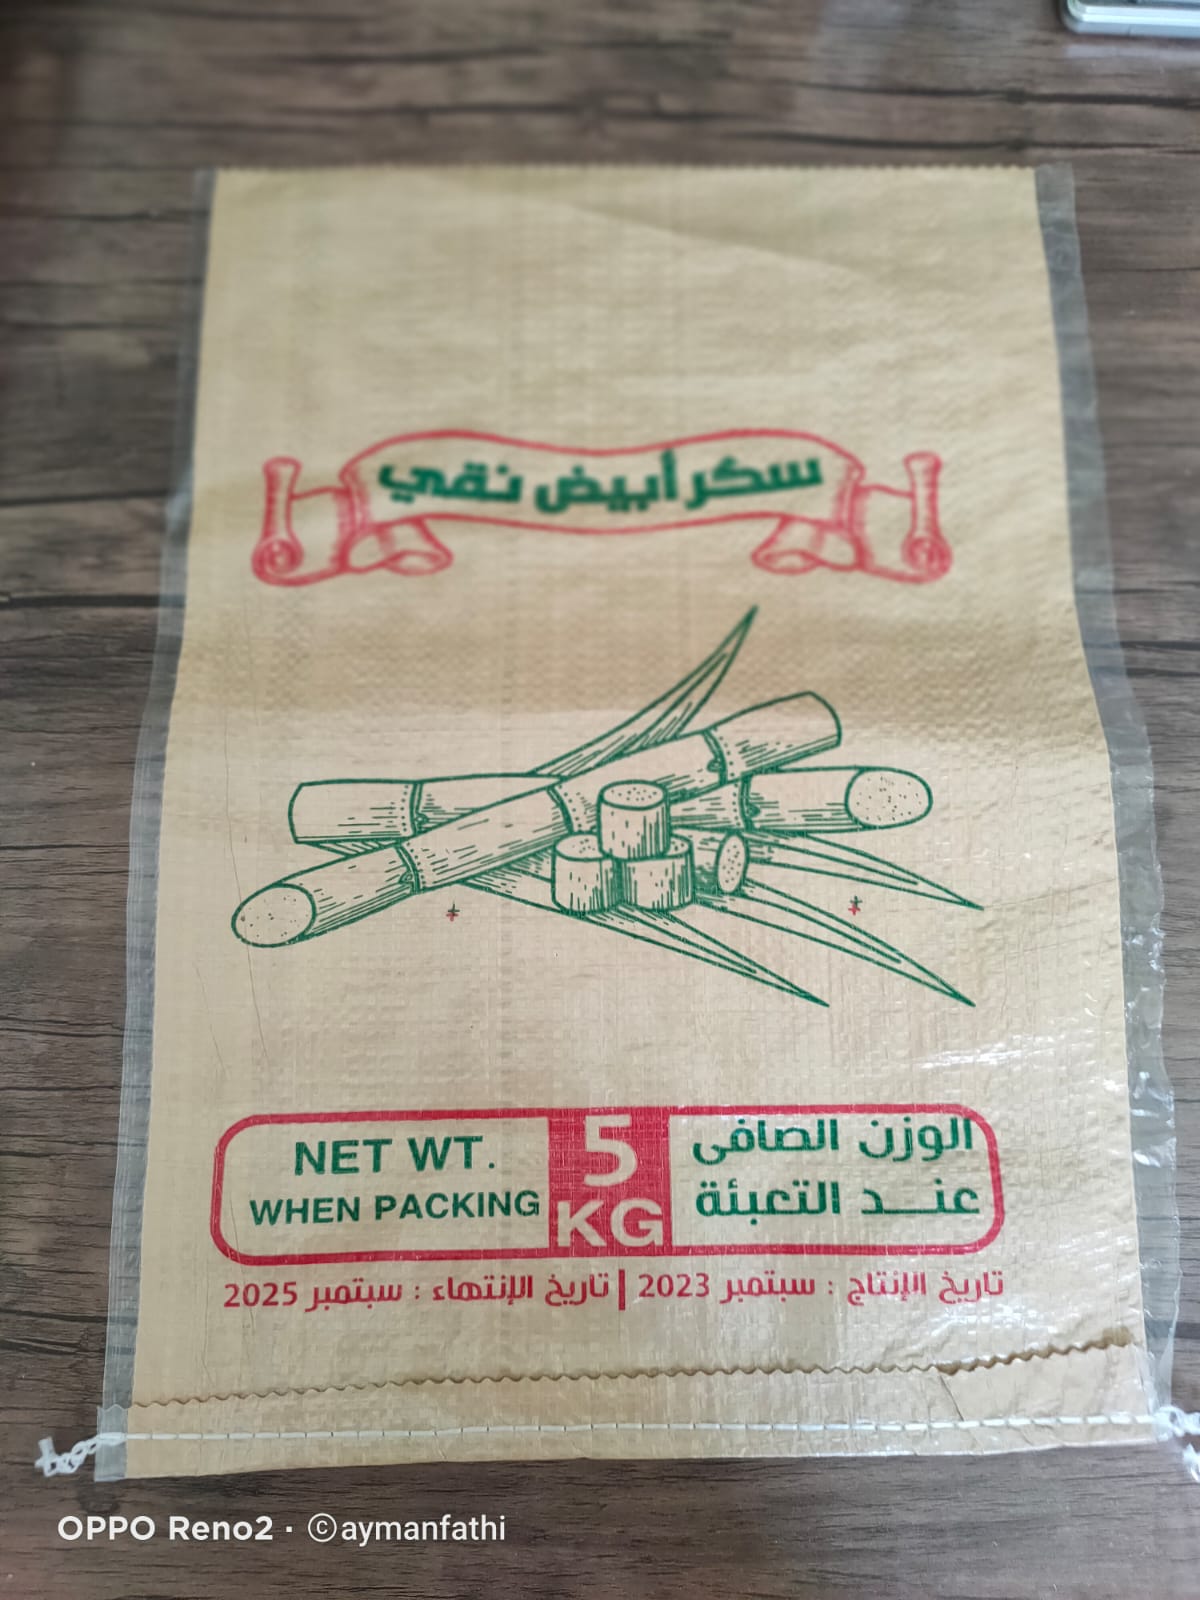 سكر أبيض نقي
NET WT.
WHEN PACKING
5
KG
الوزن الصافى
عنـــد التعبئة
تاريخ الإنتاج : سبتمبر 2023 | تاريخ الإنتهاء : سبتمبر 2025
OPPO Reno2 · ©aymanfathi